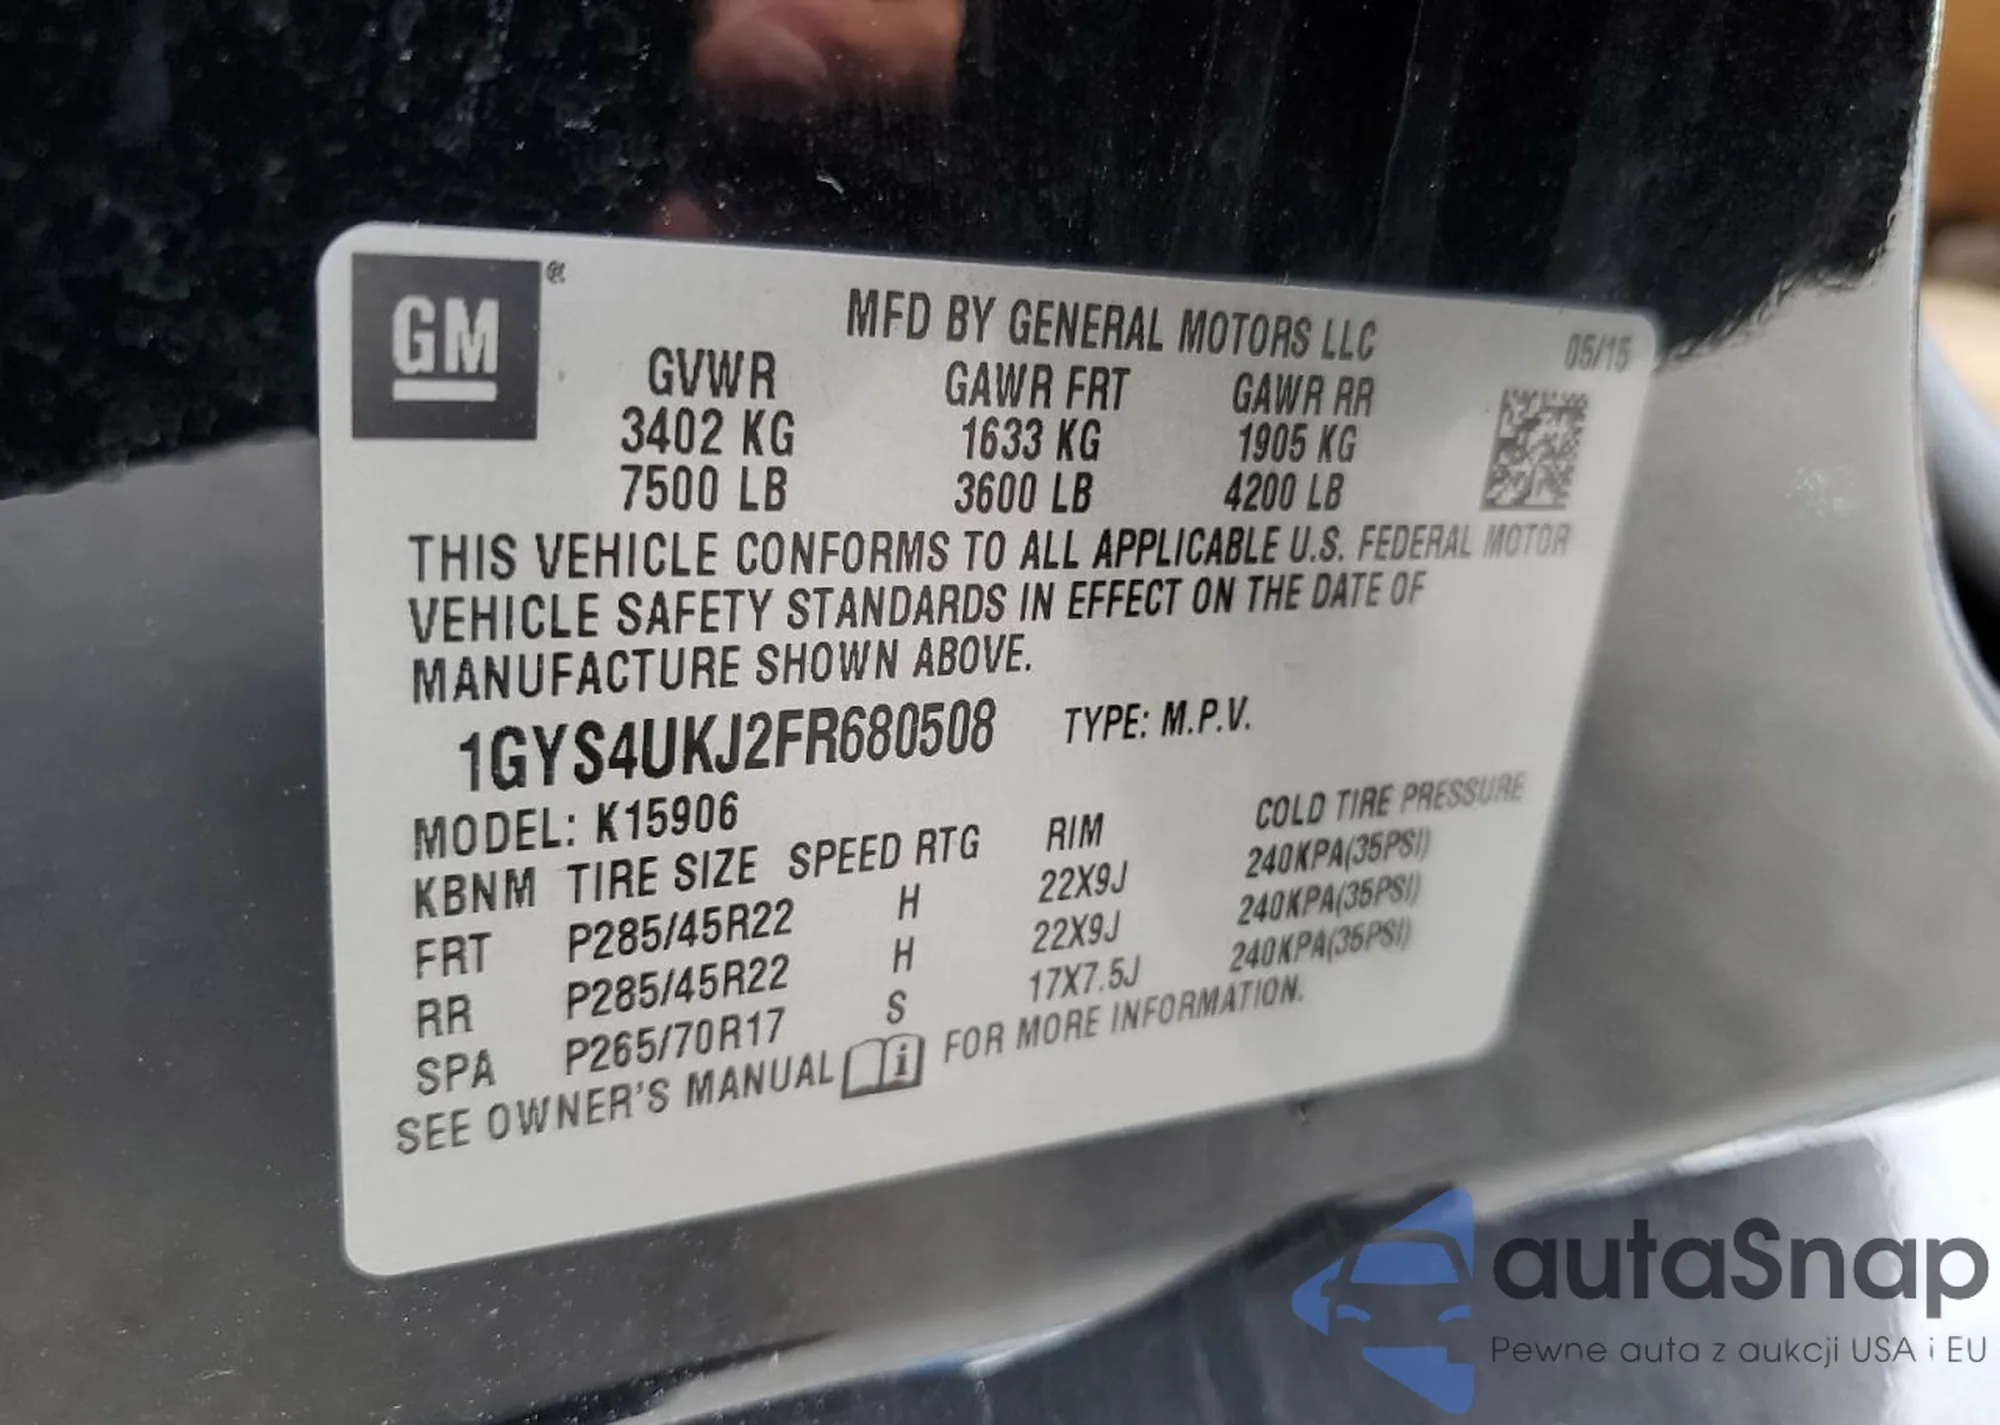 GM®
MFD BY GENERAL MOTORS LLC
05/15
GVWR GAWR FRT GAWR RR
3402 KG 1633 KG 1905 KG
7500 LB 3600 LB 4200 LB
THIS VEHICLE CONFORMS TO ALL APPLICABLE U.S. FEDERAL MOTOR
VEHICLE SAFETY STANDARDS IN EFFECT ON THE DATE OF
MANUFACTURE SHOWN ABOVE.
1GYS4UKJ2FR680508 TYPE: M.P.V.
MODEL: K15906
KBNM TIRE SIZE SPEED RTG RIM COLD TIRE PRESSURE
FRT P285/45R22 H 22X9J 240KPA(35PSI)
RR P285/45R22 H 22X9J 240KPA(35PSI)
SPA P265/70R17 S 17X7.5J 240KPA(35PSI)
SEE OWNER'S MANUAL FOR MORE INFORMATION.
autaSnap
Pewne auta z aukcji USA i EU